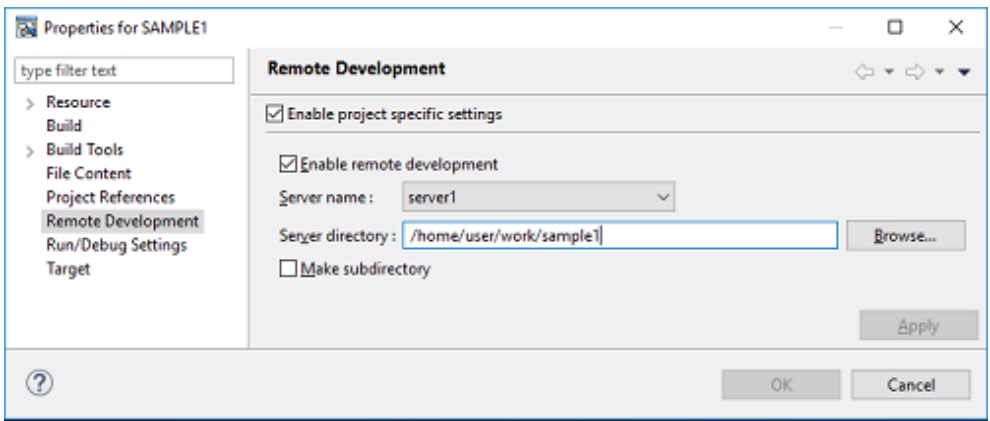 Properties for SAMPLE1
type filter text
Resource
Build
Build Tools
File Content
Project References
Remote Development
Run/Debug Settings
Target
Remote Development
Enable project specific settings
Enable remote development
Server name : server1
Server directory : /home/user/work/sample1 Browse...
Make subdirectory
Apply
? OK Cancel